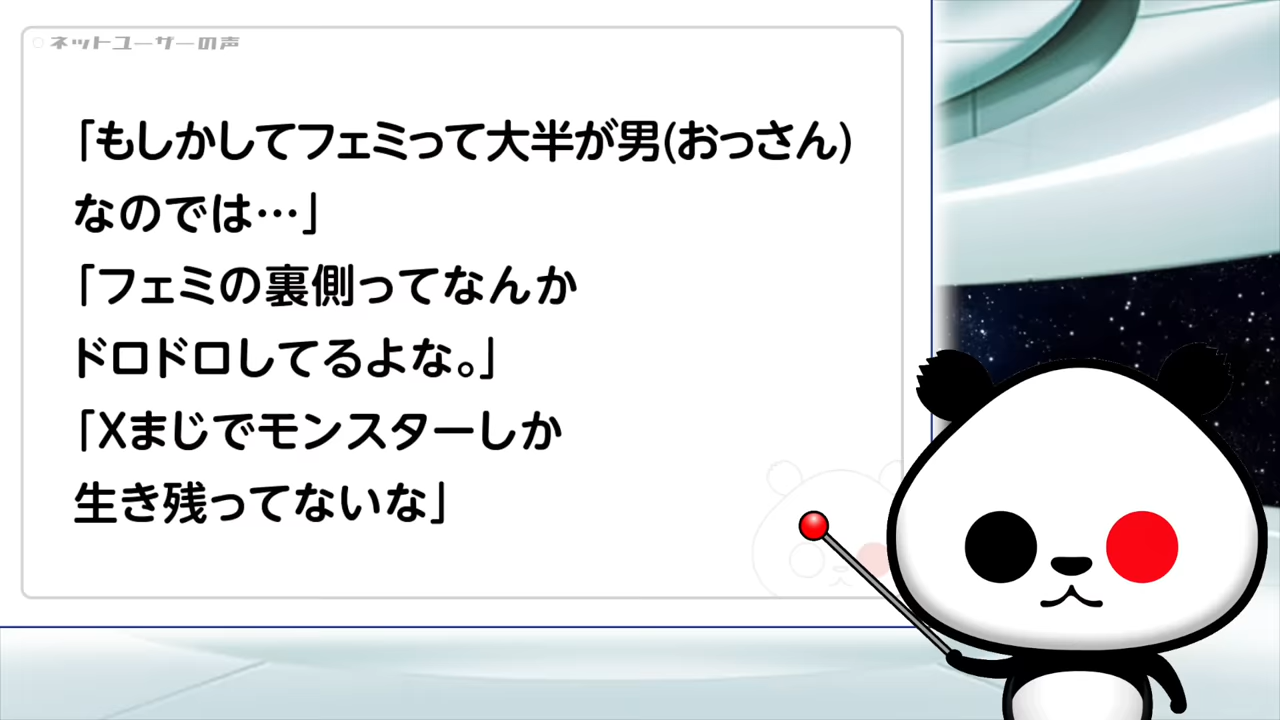 ネットユーザーの声
「もしかしてフェミって大半が男(おっさん)
なのでは…」
「フェミの裏側ってなんか
ドロドロしてるよな。」
「Xまじでモンスターしか
生き残ってないな」